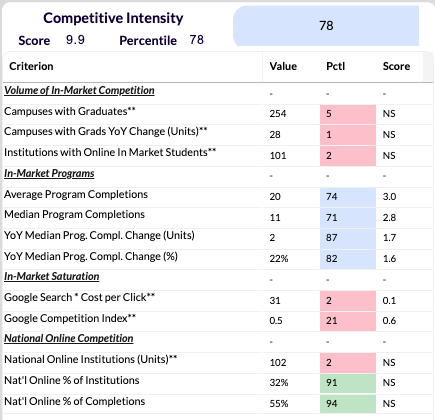 Competitive Intensity
Score 9.9 Percentile 78
78
Criterion Value Pctl Score
Volume of In-Market Competition - - -
Campuses with Graduates** 254 5 NS
Campuses with Grads YoY Change (Units)** 28 1 NS
Institutions with Online In Market Students** 101 2 NS
In-Market Programs - - -
Average Program Completions 20 74 3.0
Median Program Completions 11 71 2.8
YoY Median Prog. Compl. Change (Units) 2 87 1.7
YoY Median Prog. Compl. Change (%) 22% 82 1.6
In-Market Saturation - - -
Google Search * Cost per Click** 31 2 0.1
Google Competition Index** 0.5 21 0.6
National Online Competition - - -
National Online Institutions (Units)** 102 2 NS
Nat'l Online % of Institutions 32% 91 NS
Nat'l Online % of Completions 55% 94 NS